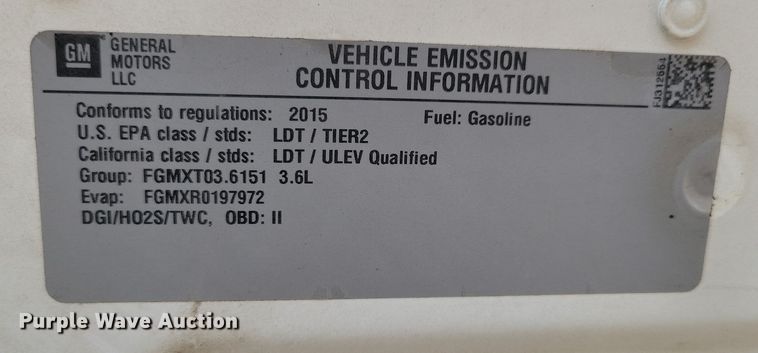 GM
GENERAL
MOTORS
LLC
VEHICLE EMISSION
CONTROL INFORMATION
FJ312654
Conforms to regulations: 2015 Fuel: Gasoline
U.S. EPA class / stds: LDT / TIER2
California class / stds: LDT / ULEV Qualified
Group: FGMXT03.6151 3.6L
Evap: FGMXR0197972
DGI/HO2S/TWC, OBD: II
Purple Wave Auction